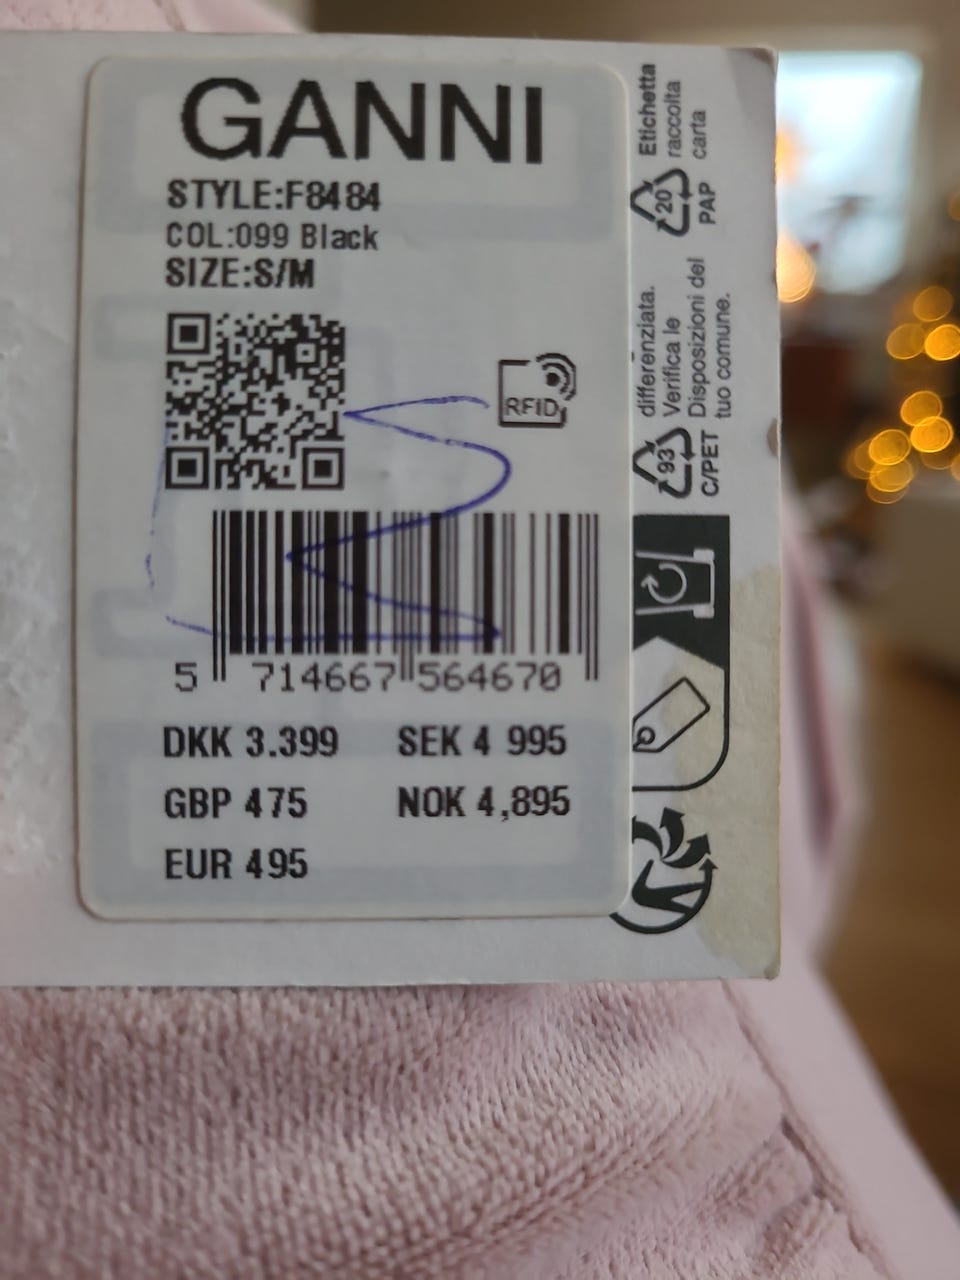 GANNI
STYLE:F8484
COL:099 Black
SIZE:S/M
RFID
5 714667 564670
DKK 3.399 SEK 4 995
GBP 475 NOK 4,895
EUR 495
Etichetta
raccolta
carta
20
PAP
differenziata.
Verifica le
Disposizioni del
tuo comune.
93
C/PET